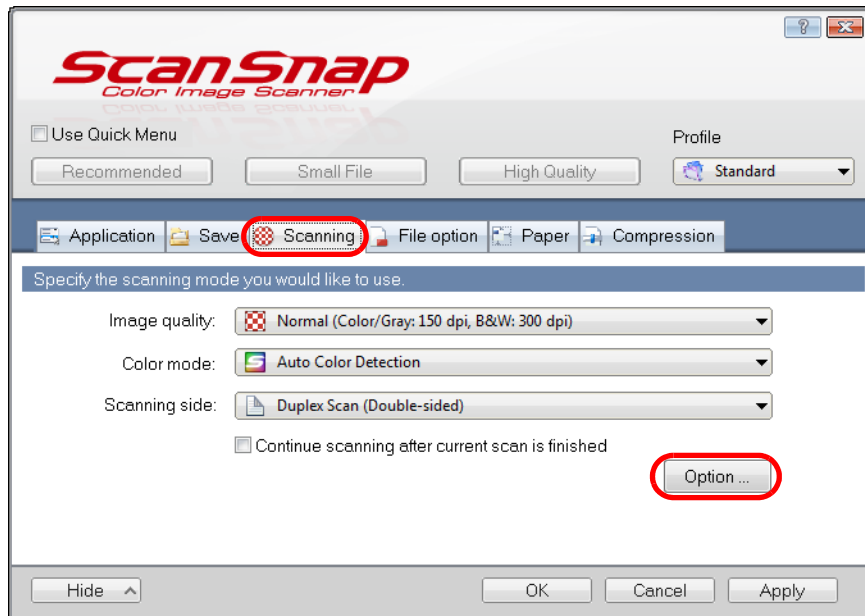 ScanSnap
Color Image Scanner
Use Quick Menu
Profile
Recommended Small File High Quality Standard
Application Save Scanning File option Paper Compression
Specify the scanning mode you would like to use.
Image quality: Normal (Color/Gray: 150 dpi, B&W: 300 dpi)
Color mode: Auto Color Detection
Scanning side: Duplex Scan (Double-sided)
Continue scanning after current scan is finished
Option ...
Hide OK Cancel Apply